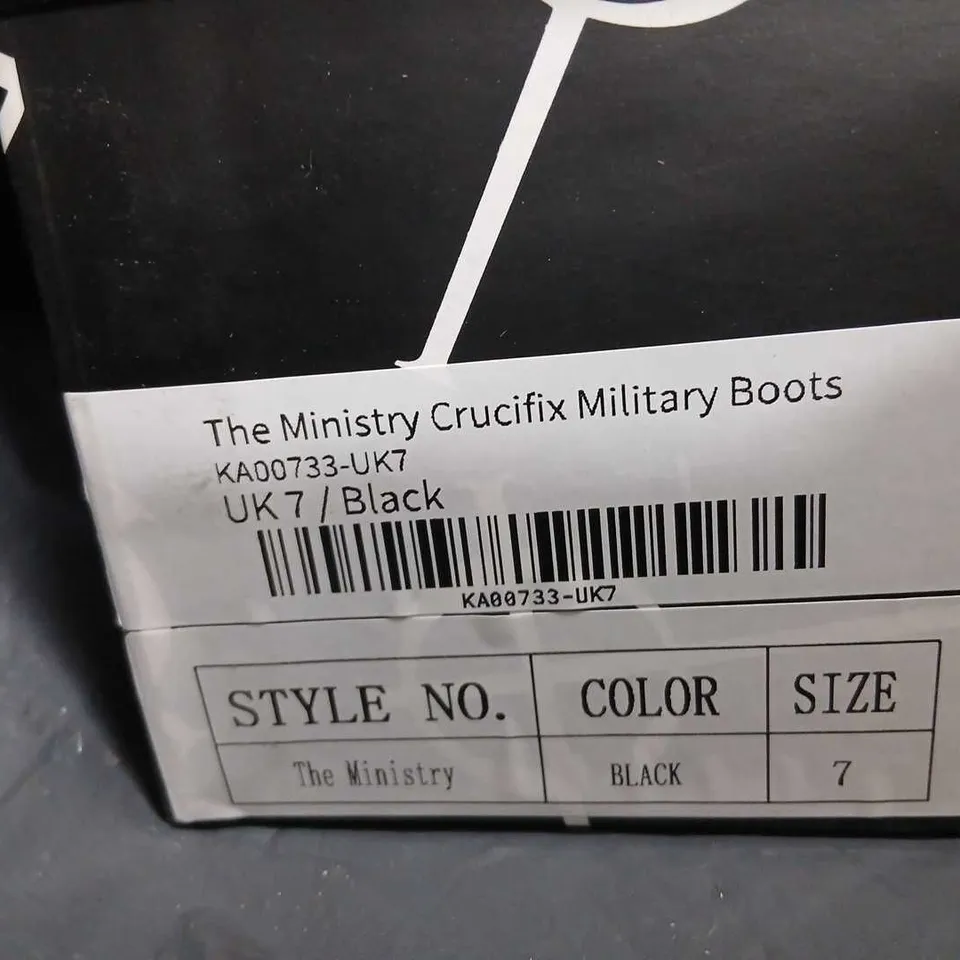 The Ministry Crucifix Military Boots
KA00733-UK7
UK 7 / Black
KA00733-UK7
STYLE NO. COLOR SIZE
The Ministry BLACK 7